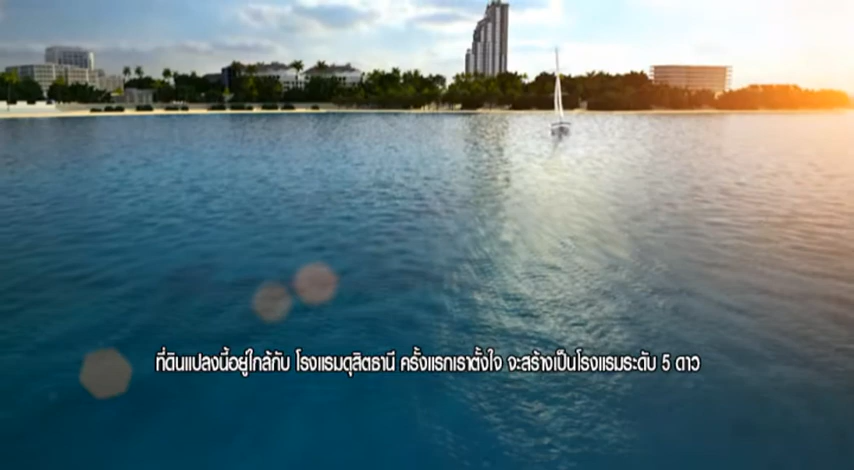 ที่ดินแปลงนี้อยู่ใกล้กับ โรงแรมดุสิตธานี ครั้งแรกเราตั้งใจ จะสร้างเป็นโรงแรมระดับ 5 ดาว